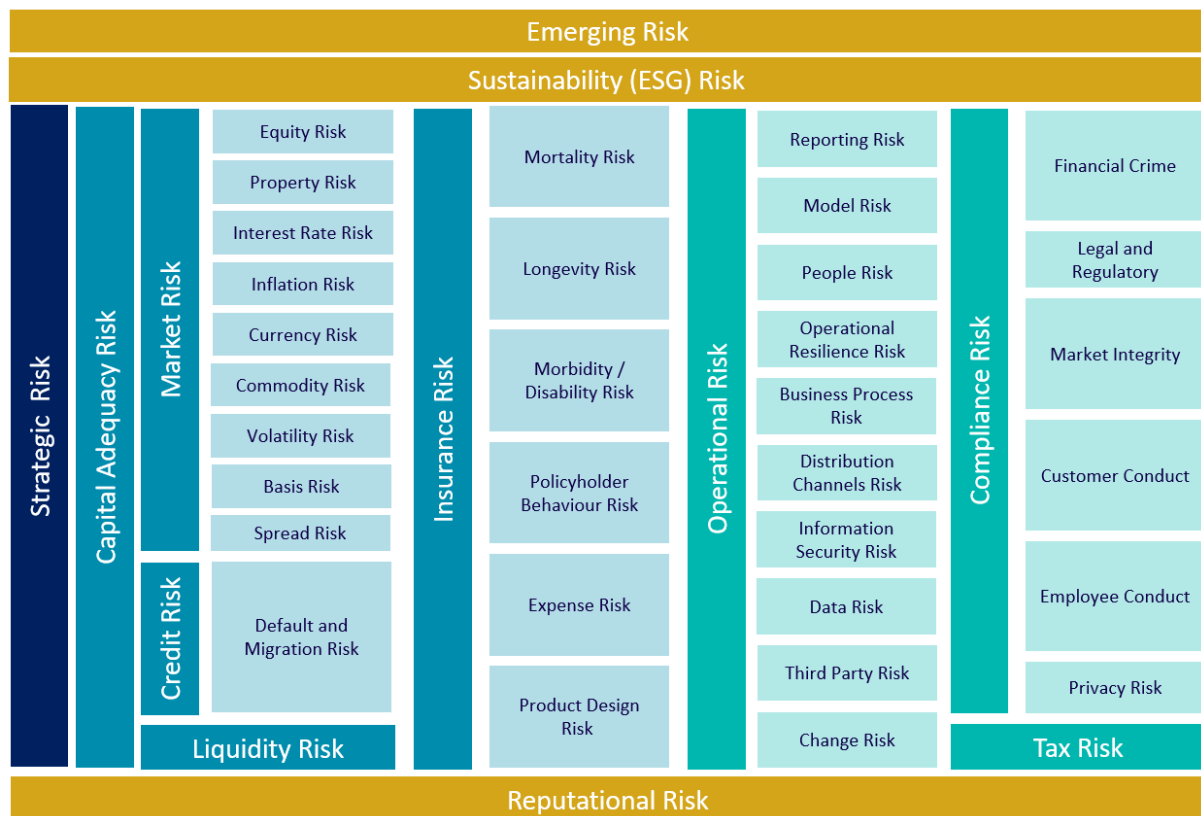 Emerging Risk
Sustainability (ESG) Risk
Strategic Risk
Capital Adequacy Risk
Market Risk
Equity Risk
Property Risk
Interest Rate Risk
Inflation Risk
Currency Risk
Commodity Risk
Volatility Risk
Basis Risk
Spread Risk
Credit Risk
Default and
Migration Risk
Liquidity Risk
Insurance Risk
Mortality Risk
Longevity Risk
Morbidity /
Disability Risk
Policyholder
Behaviour Risk
Expense Risk
Product Design
Risk
Operational Risk
Reporting Risk
Model Risk
People Risk
Operational
Resilience Risk
Business Process
Risk
Distribution
Channels Risk
Information
Security Risk
Data Risk
Third Party Risk
Change Risk
Compliance Risk
Financial Crime
Legal and
Regulatory
Market Integrity
Customer Conduct
Employee Conduct
Privacy Risk
Tax Risk
Reputational Risk